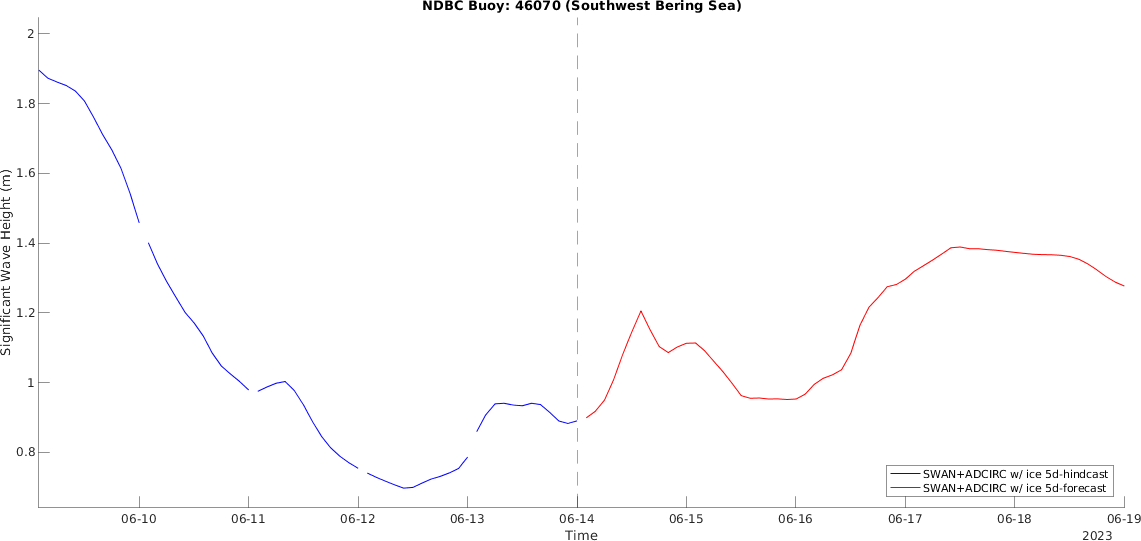 NDBC Buoy: 46070 (Southwest Bering Sea)
2
1.8
1.6
1.4
1.2
1
0.8
Significant Wave Height (m)
SWAN+ADCIRC w/ ice 5d-hindcast
SWAN+ADCIRC w/ ice 5d-forecast
06-10 06-11 06-12 06-13 06-14 06-15 06-16 06-17 06-18 06-19
Time
2023